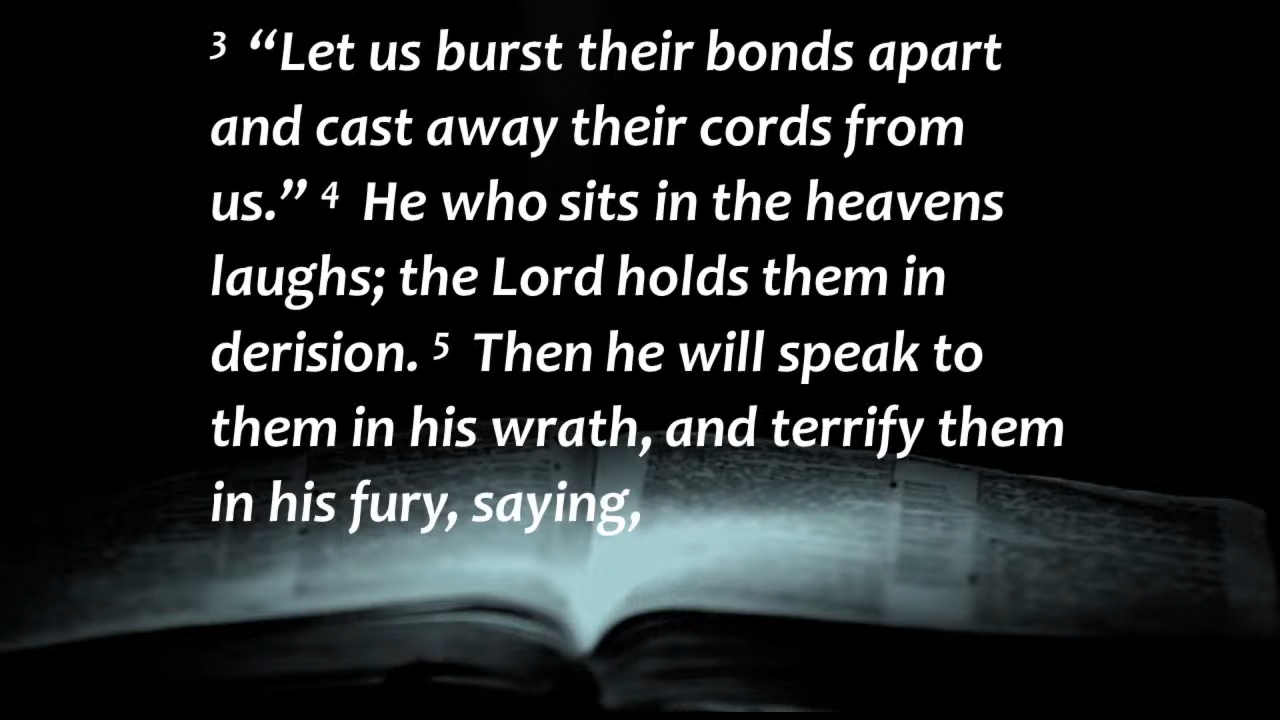 3 “Let us burst their bonds apart
and cast away their cords from
us.” 4 He who sits in the heavens
laughs; the Lord holds them in
derision. 5 Then he will speak to
them in his wrath, and terrify them
in his fury, saying,